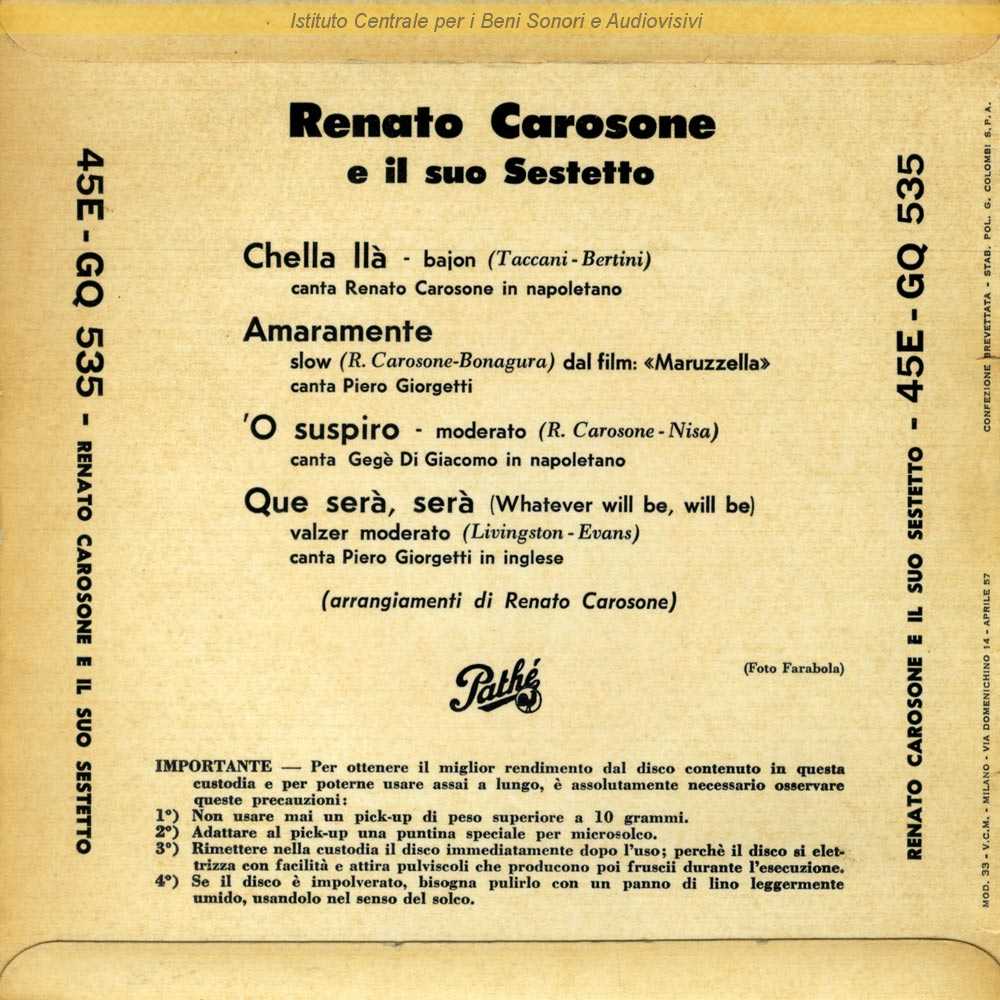 Istituto Centrale per i Beni Sonori e Audiovisivi
Renato Carosone
e il suo Sestetto
45E - GQ 535 - RENATO CAROSONE E IL SUO SESTETTO
Chella llà - bajon (Taccani - Bertini)
canta Renato Carosone in napoletano
Amaramente
slow (R. Carosone-Bonagura) dal film: «Maruzzella»
canta Piero Giorgetti
'O suspiro - moderato (R. Carosone - Nisa)
canta Gegè Di Giacomo in napoletano
Que serà, serà (Whatever will be, will be)
valzer moderato (Livingston - Evans)
canta Piero Giorgetti in inglese
(arrangiamenti di Renato Carosone)
Pathé
(Foto Farabola)
IMPORTANTE — Per ottenere il miglior rendimento dal disco contenuto in questa
custodia e per poterne usare assai a lungo, è assolutamente necessario osservare
queste precauzioni:
1°) Non usare mai un pick-up di peso superiore a 10 grammi.
2°) Adattare al pick-up una puntina speciale per microsolco.
3°) Rimettere nella custodia il disco immediatamente dopo l'uso; perchè il disco si elet-
trizza con facilità e attira pulviscoli che producono poi fruscii durante l'esecuzione.
4°) Se il disco è impolverato, bisogna pulirlo con un panno di lino leggermente
umido, usandolo nel senso del solco.
RENATO CAROSONE E IL SUO SESTETTO - 45E - GQ 535
MOD. 33 - V.C.M. - MILANO - VIA DOMENICHINO 14 - APRILE 57
CONFEZIONE BREVETTATA - STAB. POL. G. COLOMBI S.P.A.